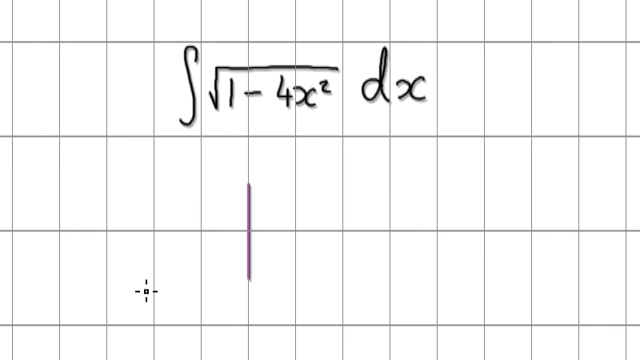 ∫√(1 - 4x²) dx